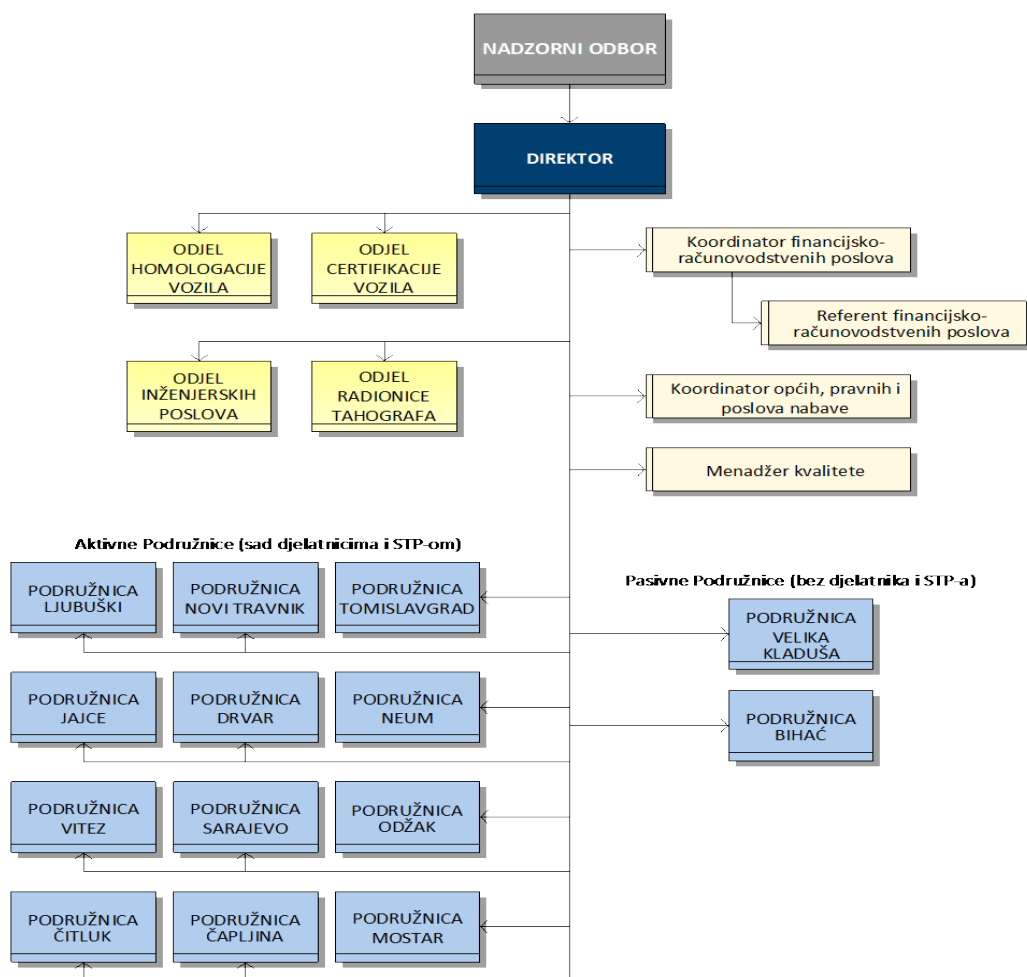 NADZORNI ODBOR
DIREKTOR
ODJEL
HOMOLOGACIJE
VOZILA
ODJEL
CERTIFIKACIJE
VOZILA
Koordinator financijsko-
računovodstvenih poslova
Referent financijsko-
računovodstvenih poslova
ODJEL
INŽENJERSKIH
POSLOVA
ODJEL
RADIONICE
TAHOGRAFA
Koordinator općih, pravnih i
poslova nabave
Menadžer kvalitete
Aktivne Podružnice (sad djelatnicima i STP-om)
PODRUŽNICA
LJUBUŠKI
PODRUŽNICA
NOVI TRAVNIK
PODRUŽNICA
TOMISLAVGRAD
PODRUŽNICA
JAJCE
PODRUŽNICA
DRVAR
PODRUŽNICA
NEUM
PODRUŽNICA
VITEZ
PODRUŽNICA
SARAJEVO
PODRUŽNICA
ODŽAK
PODRUŽNICA
ČITLUK
PODRUŽNICA
ČAPLJINA
PODRUŽNICA
MOSTAR
Pasivne Podružnice (bez djelatnika i STP-a)
PODRUŽNICA
VELIKA
KLADUŠA
PODRUŽNICA
BIHAĆ